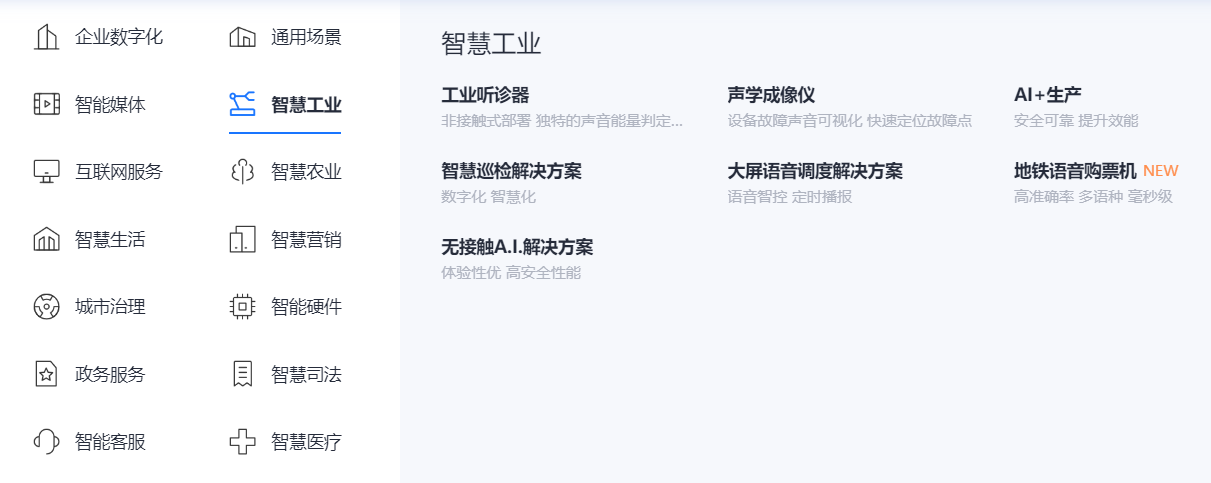 企业数字化
通用场景
智能媒体
智慧工业
互联网服务
智慧农业
智慧生活
智慧营销
城市治理
智能硬件
政务服务
智慧司法
智能客服
智慧医疗
智慧工业
工业听诊器
非接触式部署 独特的声音能量判定...
声学成像仪
设备故障声音可视化 快速定位故障点
AI+生产
安全可靠 提升效能
智慧巡检解决方案
数字化 智慧化
大屏语音调度解决方案
语音智控 定时播报
地铁语音购票机 NEW
高准确率 多语种 毫秒级
无接触A.I.解决方案
体验性优 高安全性能